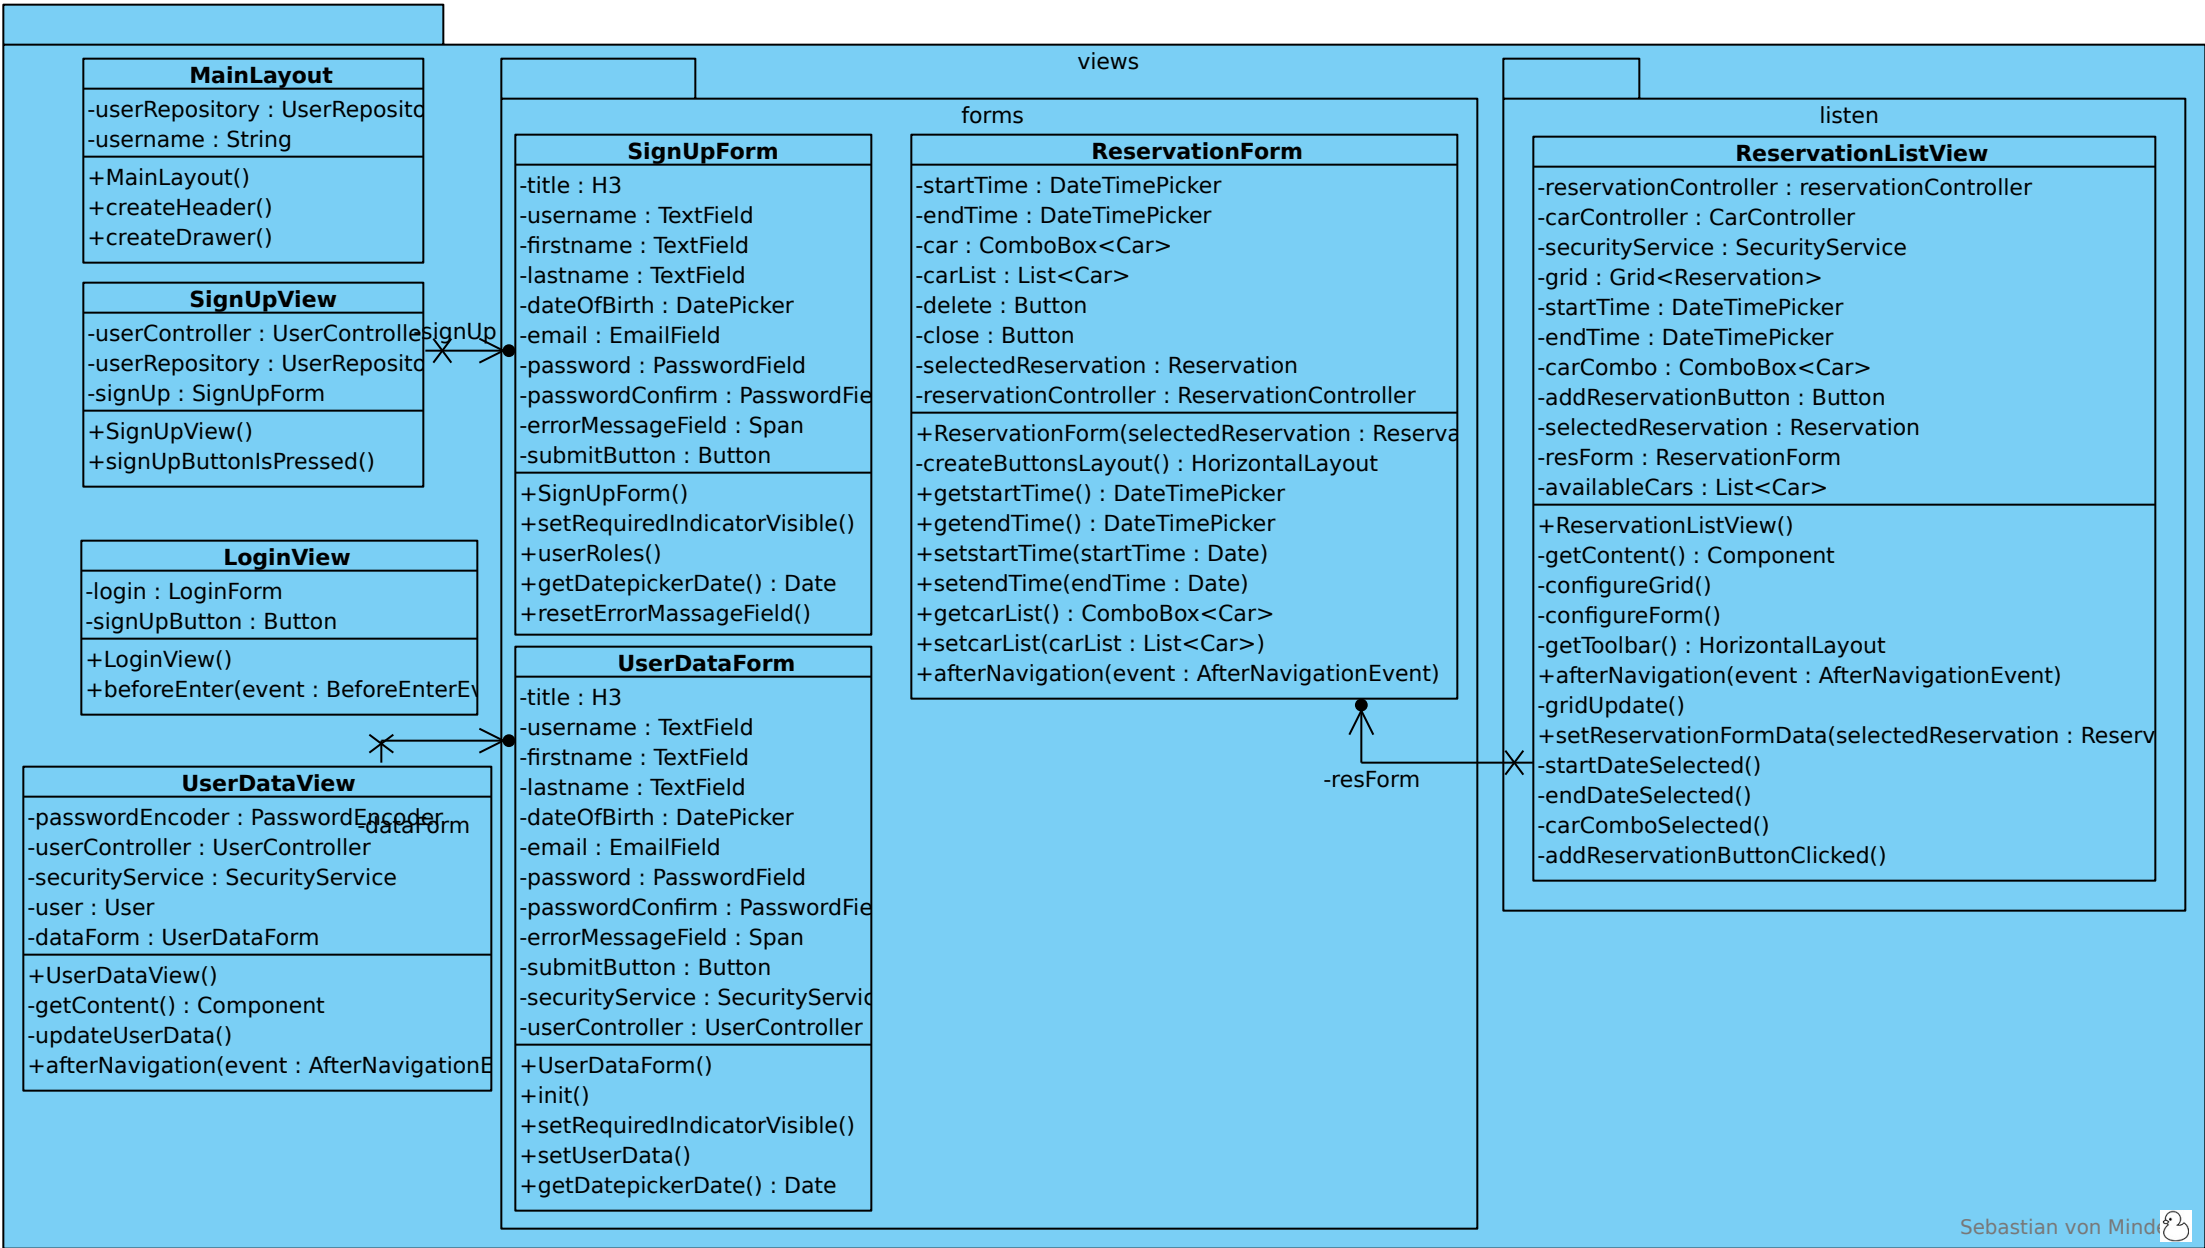 views
MainLayout
-userRepository : UserReposito
-username : String
+MainLayout()
+createHeader()
+createDrawer()
SignUpView
-userController : UserControlle
-userRepository : UserReposito
-signUp : SignUpForm
+SignUpView()
+signUpButtonIsPressed()
-signUp
LoginView
-login : LoginForm
-signUpButton : Button
+LoginView()
+beforeEnter(event : BeforeEnterEv
UserDataView
-passwordEncoder : PasswordEncoder
-dataForm
-userController : UserController
-securityService : SecurityService
-user : User
-dataForm : UserDataForm
+UserDataView()
-getContent() : Component
-updateUserData()
+afterNavigation(event : AfterNavigationE
forms
SignUpForm
-title : H3
-username : TextField
-firstname : TextField
-lastname : TextField
-dateOfBirth : DatePicker
-email : EmailField
-password : PasswordField
-passwordConfirm : PasswordFie
-errorMessageField : Span
-submitButton : Button
+SignUpForm()
+setRequiredIndicatorVisible()
+userRoles()
+getDatepickerDate() : Date
+resetErrorMassageField()
UserDataForm
-title : H3
-username : TextField
-firstname : TextField
-lastname : TextField
-dateOfBirth : DatePicker
-email : EmailField
-password : PasswordField
-passwordConfirm : PasswordFie
-errorMessageField : Span
-submitButton : Button
-securityService : SecurityServic
-userController : UserController
+UserDataForm()
+init()
+setRequiredIndicatorVisible()
+setUserData()
+getDatepickerDate() : Date
ReservationForm
-startTime : DateTimePicker
-endTime : DateTimePicker
-car : ComboBox<Car>
-carList : List<Car>
-delete : Button
-close : Button
-selectedReservation : Reservation
-reservationController : ReservationController
+ReservationForm(selectedReservation : Reserva
-createButtonsLayout() : HorizontalLayout
+getstartTime() : DateTimePicker
+getendTime() : DateTimePicker
+setstartTime(startTime : Date)
+setendTime(endTime : Date)
+getcarList() : ComboBox<Car>
+setcarList(carList : List<Car>)
+afterNavigation(event : AfterNavigationEvent)
-resForm
listen
ReservationListView
-reservationController : reservationController
-carController : CarController
-securityService : SecurityService
-grid : Grid<Reservation>
-startTime : DateTimePicker
-endTime : DateTimePicker
-carCombo : ComboBox<Car>
-addReservationButton : Button
-selectedReservation : Reservation
-resForm : ReservationForm
-availableCars : List<Car>
+ReservationListView()
-getContent() : Component
-configureGrid()
-configureForm()
-getToolbar() : HorizontalLayout
+afterNavigation(event : AfterNavigationEvent)
-gridUpdate()
+setReservationFormData(selectedReservation : Reserv
-startDateSelected()
-endDateSelected()
-carComboSelected()
-addReservationButtonClicked()
Sebastian von Minde